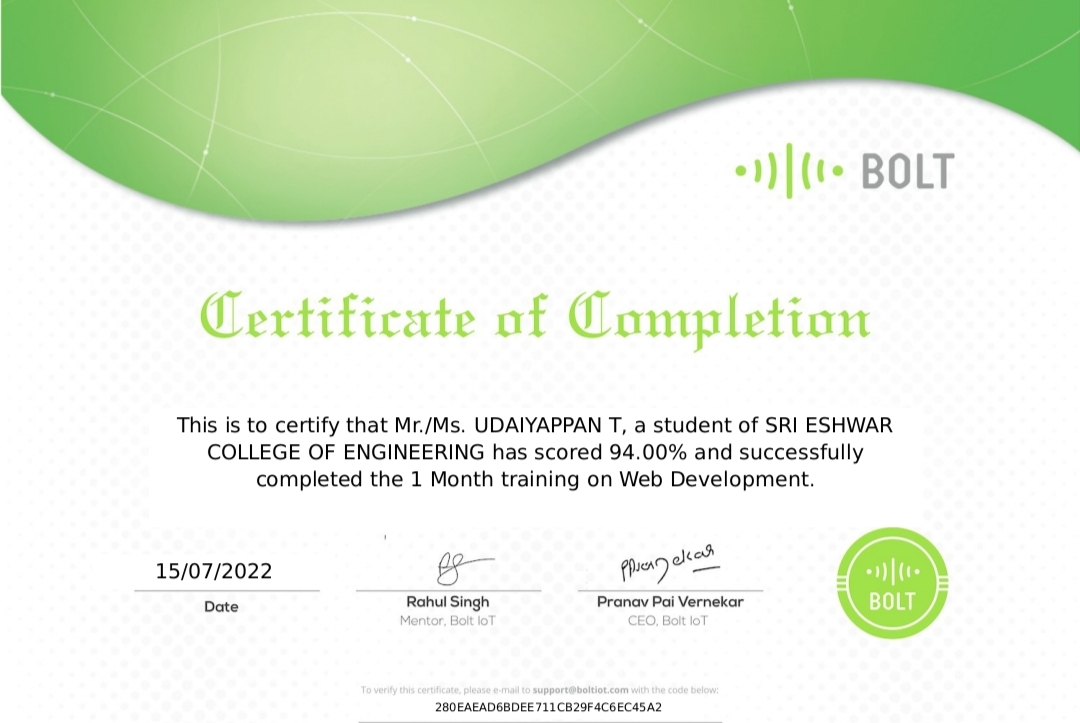 BOLT
Certificate of Completion
This is to certify that Mr./Ms. UDAIYAPPAN T, a student of SRI ESHWAR
COLLEGE OF ENGINEERING has scored 94.00% and successfully
completed the 1 Month training on Web Development.
15/07/2022
Date
Rahul Singh
Mentor, Bolt IoT
Pranav Pai Vernekar
CEO, Bolt IoT
BOLT
To verify this certificate, please e-mail to support@boltiot.com with the code below:
280EAEAD6BDEE711CB29F4C6EC45A2